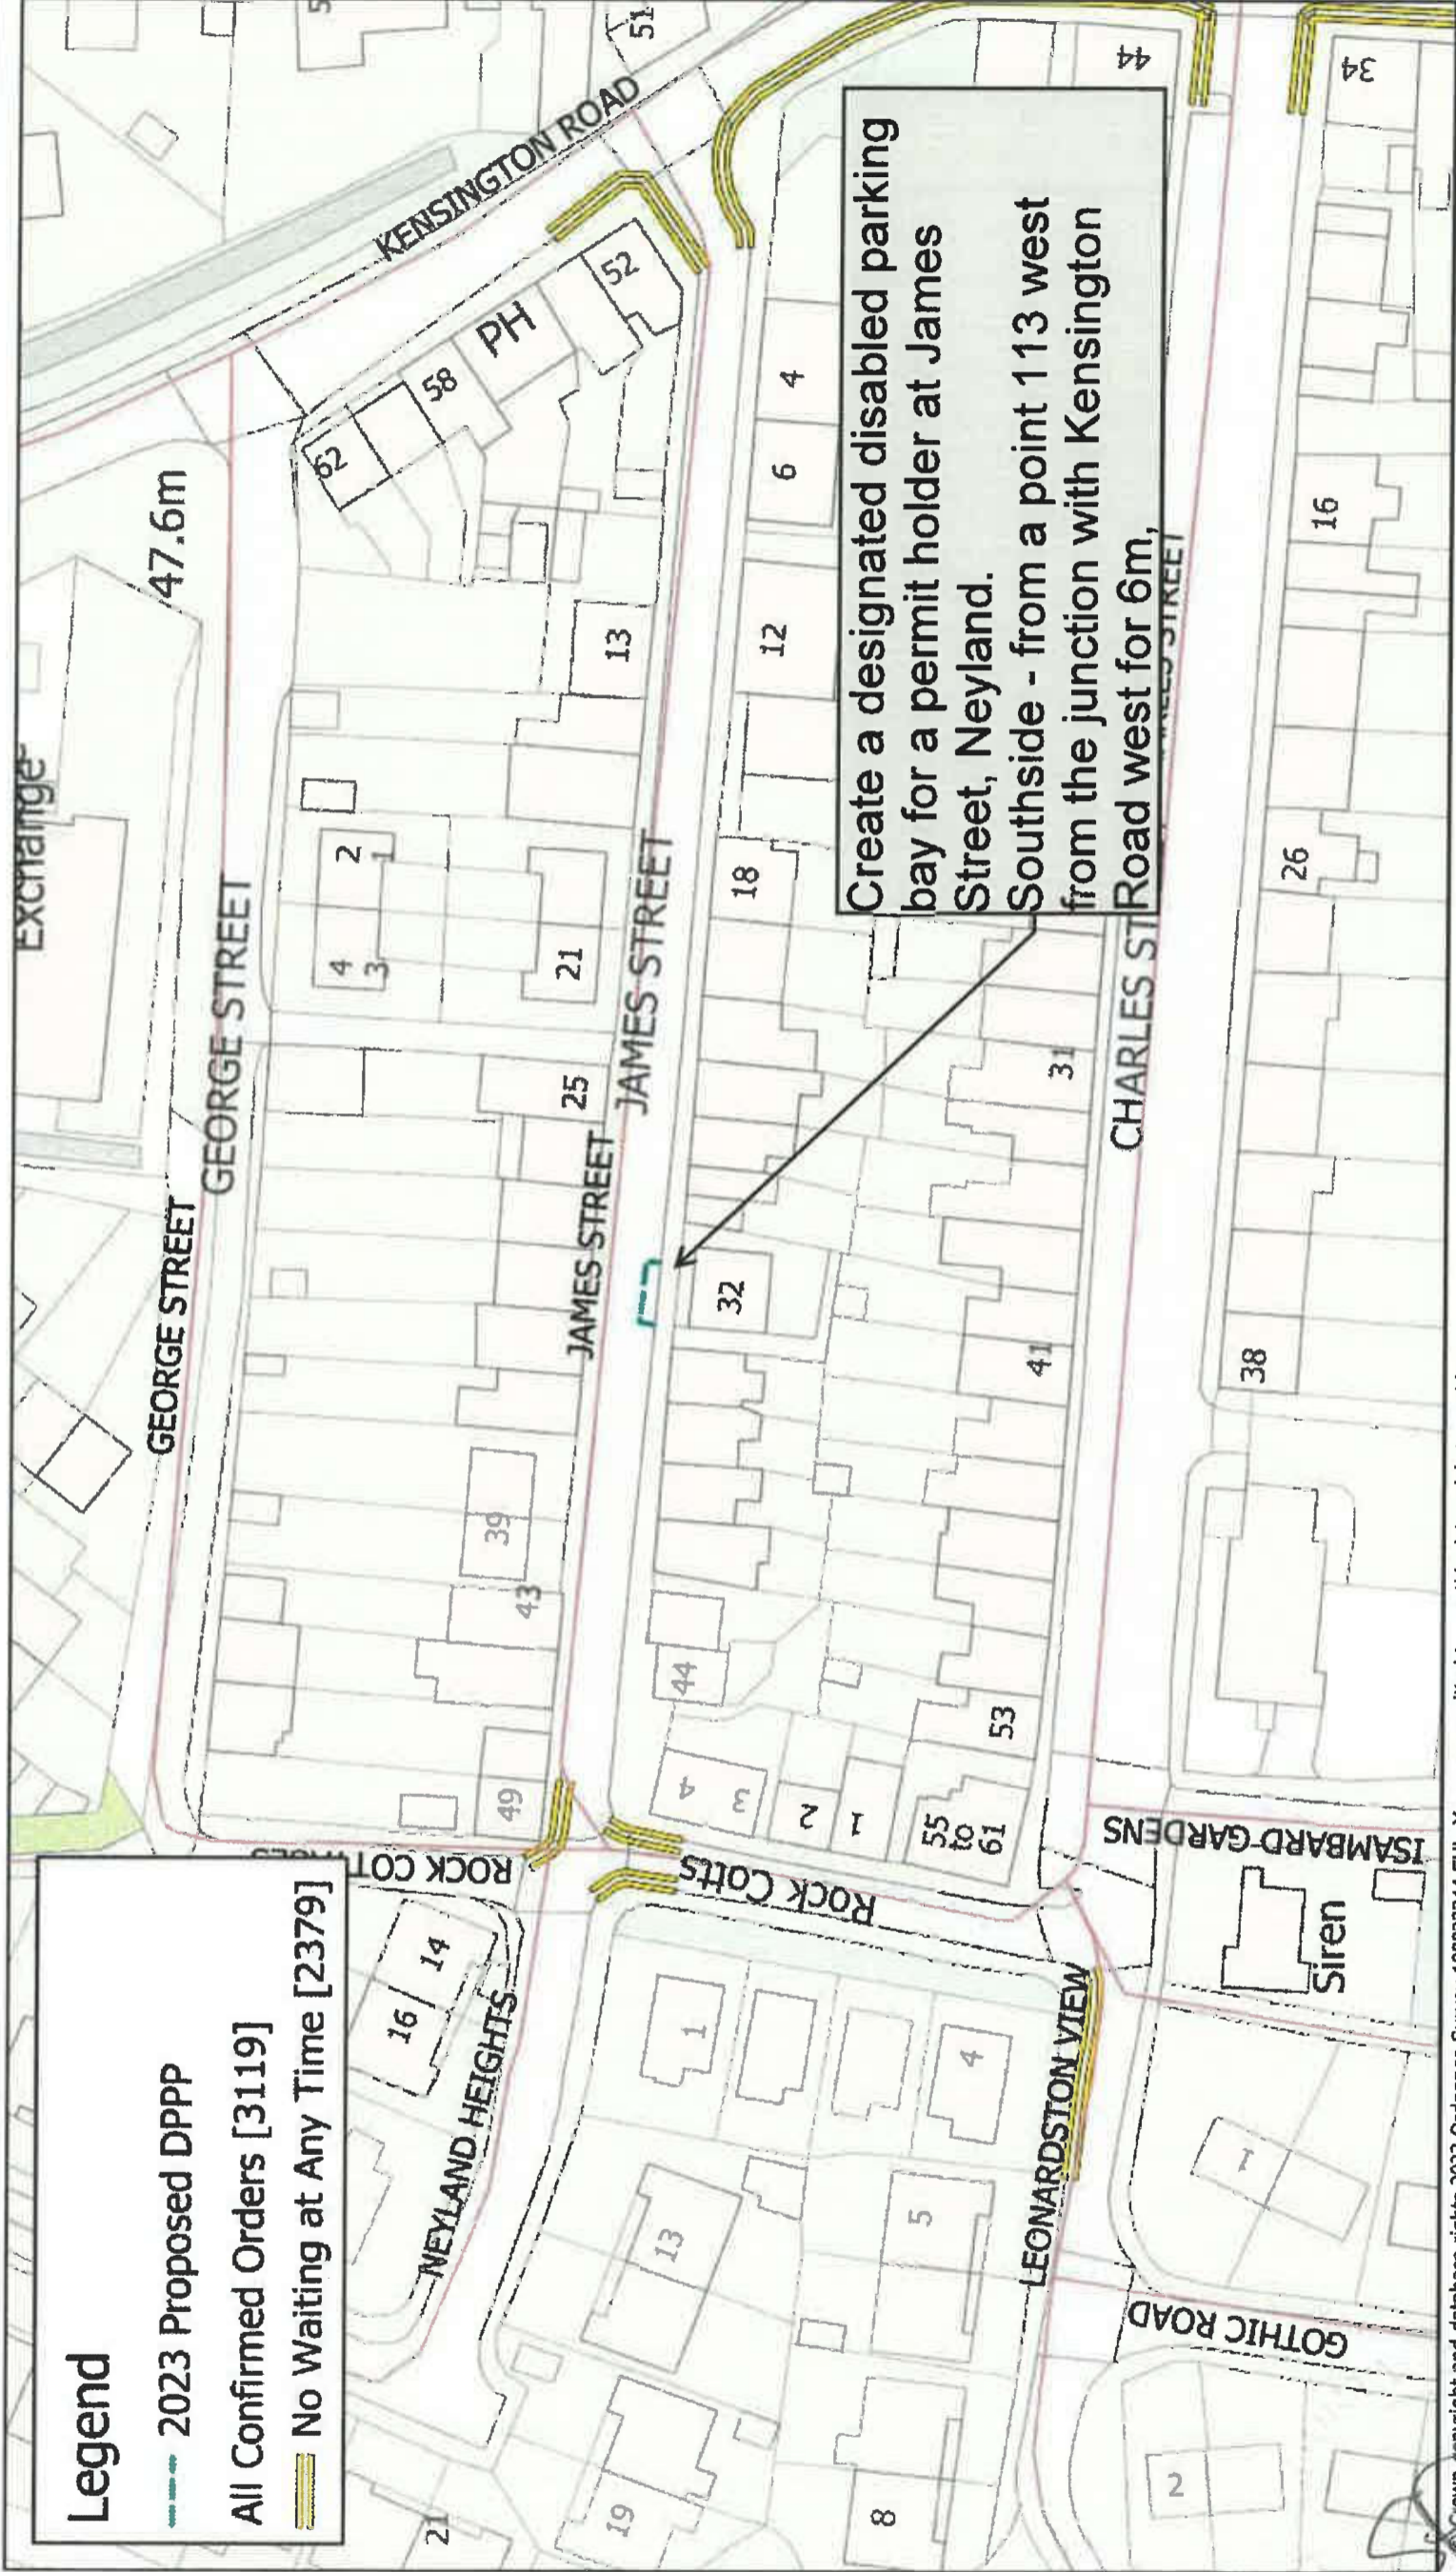 Legend
2023 Proposed DPPP
All Confirmed Orders [3119]
No Waiting at Any Time [2379]
Exchange
47.6m
GEORGE STREET
GEORGE STREET
KENSINGTON ROAD
51
62
58
PH
52
2
1
4
3
13
21
25
JAMES STREET
JAMES STREET
39
43
49
ROCK COTTAGES
16
14
NEYLAND HEIGHTS
21
4
6
12
18
32
44
4
3
2
1
Rock Cotts
55
to
61
53
41
31
Create a designated disabled parking
bay for a permit holder at James
Street, Neyland.
Southside - from a point 113 west
from the junction with Kensington
Road west for 6m,
CHARLES ST
44
34
16
26
38
ISAMBARD GARDENS
Siren
LEONARDSTON VIEW
1
4
13
5
19
8
GOTHIC ROAD
1
2